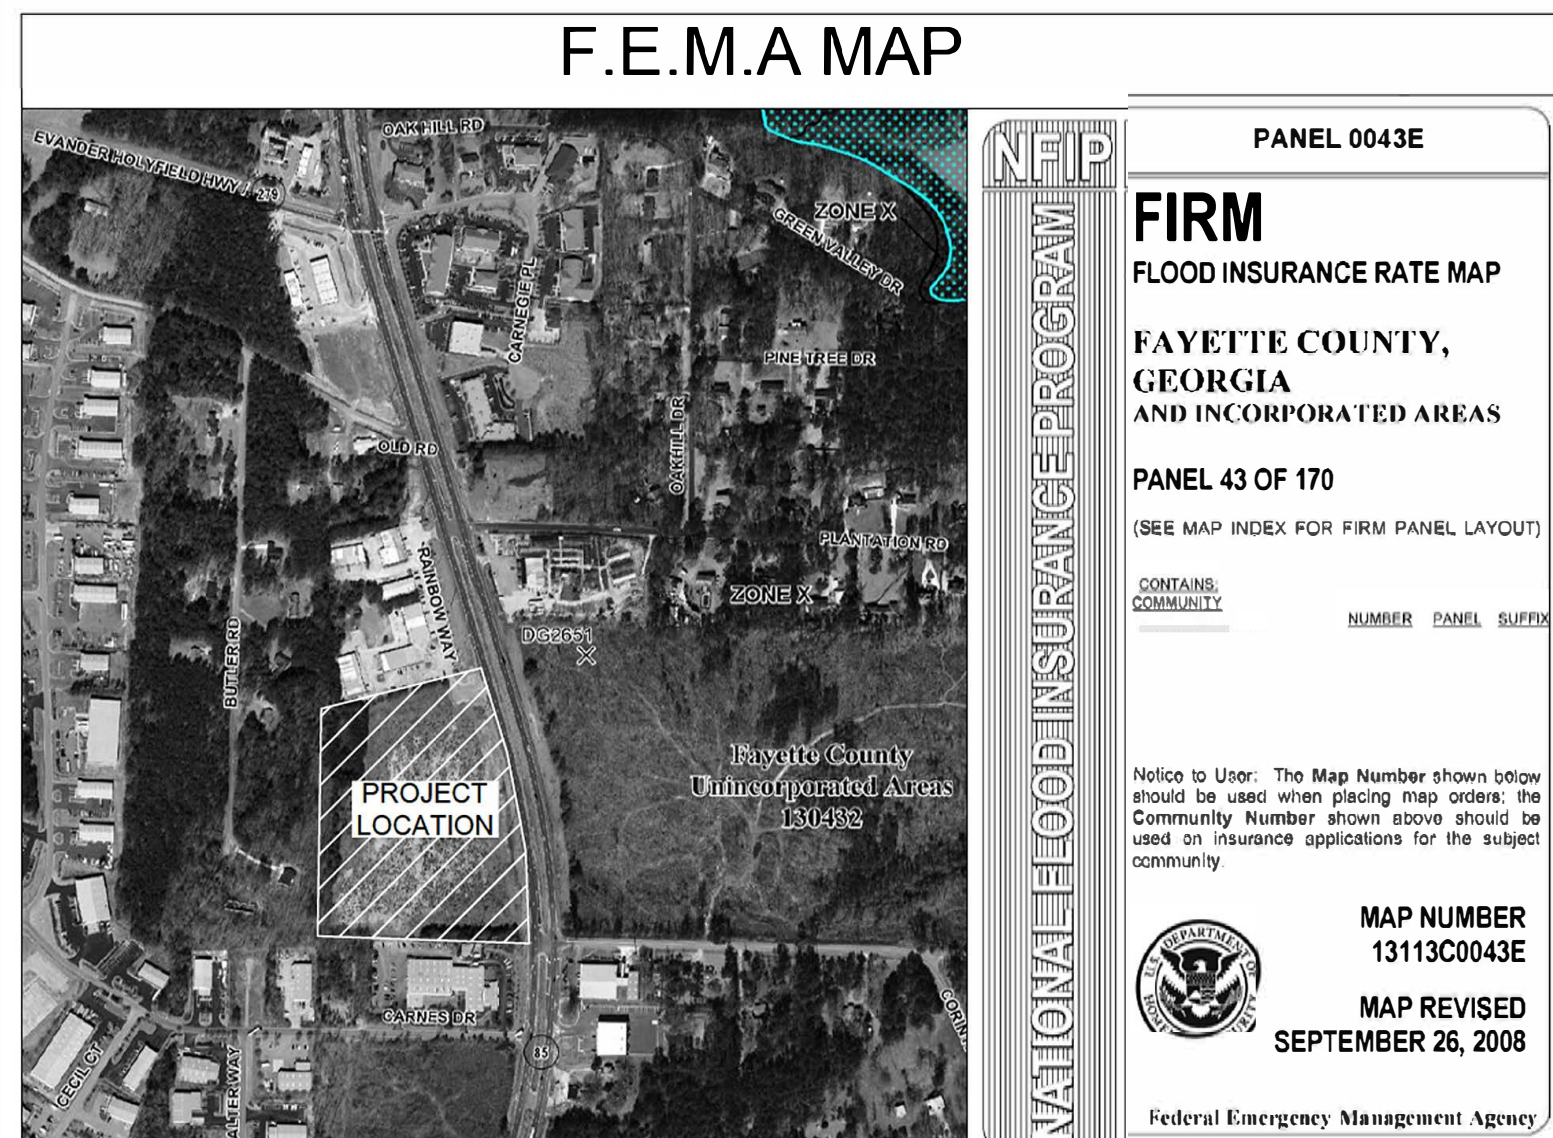 F.E.M.A MAP
OAK HILL RD
EVANDER HOLYFIELD HWY /
279
ZONE X
GREEN VALLEY DR
CARNEGIE PL
PINE TREE DR
OAKHILL DR
OLD RD
PLANTATION RD
RAINBOW WAY
ZONE X
DG2651
BUTLER RD
PROJECT
LOCATION
Fayette County
Unincorporated Areas
130432
CARNES DR
85
CECIL CT
NFIP
NATIONAL FLOOD INSURANCE PROGRAM
PANEL 0043E
FIRM
FLOOD INSURANCE RATE MAP
FAYETTE COUNTY,
GEORGIA
AND INCORPORATED AREAS
PANEL 43 OF 170
(SEE MAP INDEX FOR FIRM PANEL LAYOUT)
CONTAINS:
COMMUNITY
NUMBER PANEL SUFFIX
Notice to User: The Map Number shown below
should be used when placing map orders; the
Community Number shown above should be
used on insurance applications for the subject
community.
U.S. DEPARTMENT OF
MAP NUMBER
13113C0043E
MAP REVISED
SEPTEMBER 26, 2008
Federal Emergency Management Agency